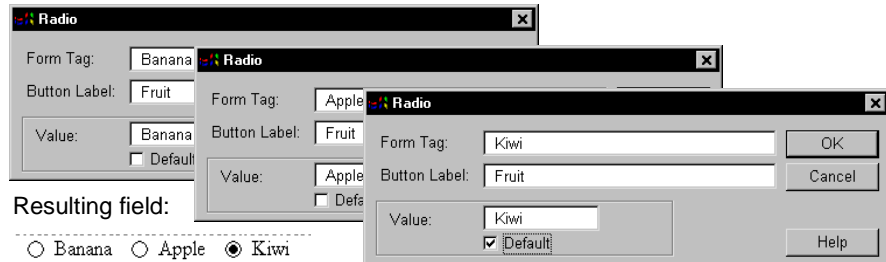 Radio
Form Tag: Banana
Button Label: Fruit
Value: Banana
Default
Radio
Form Tag: Apple
Button Label: Fruit
Value: Apple
Defa
Radio
Form Tag: Kiwi
OK
Button Label: Fruit
Cancel
Value: Kiwi
Default
Help
Resulting field:
Banana Apple Kiwi